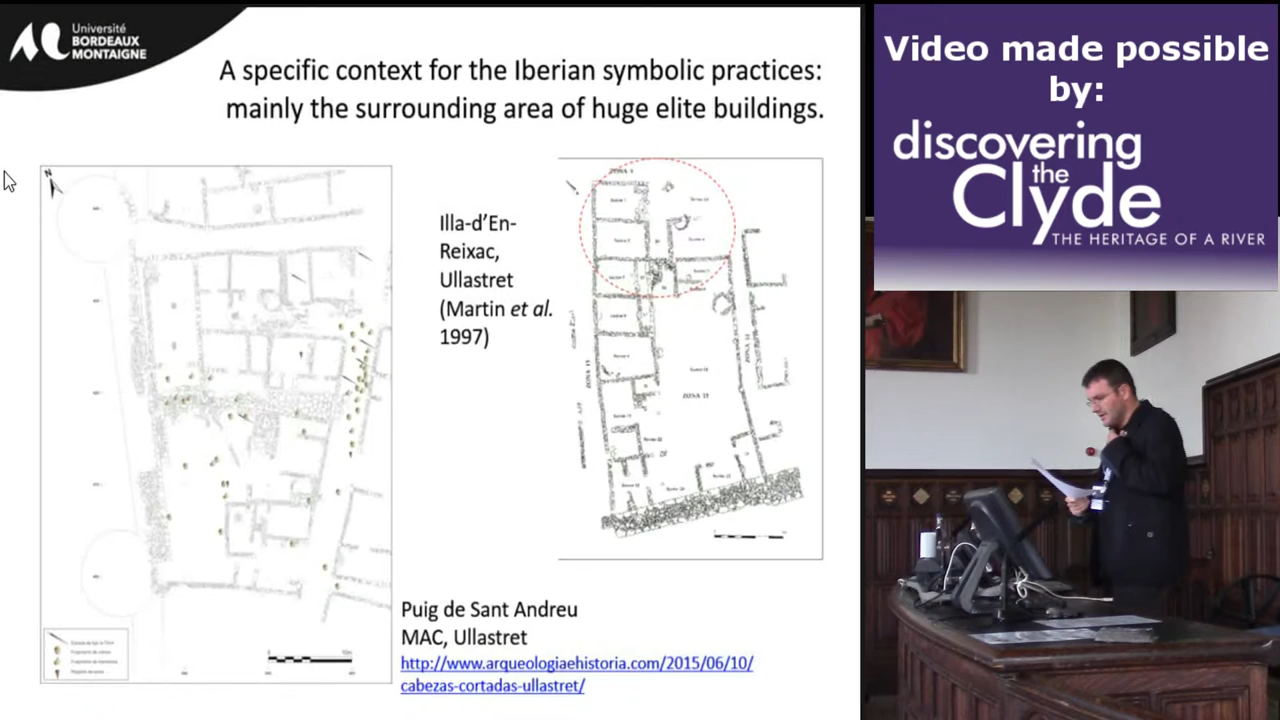 Université
BORDEAUX
MONTAIGNE
A specific context for the Iberian symbolic practices:
mainly the surrounding area of huge elite buildings.
Illa-d'En-
Reixac,
Ullastret
(Martin et al.
1997)
Puig de Sant Andreu
MAC, Ullastret
http://www.arqueologiaehistoria.com/2015/06/10/
cabezas-cortadas-ullastret/
N
ZONA 15
Video made possible
by:
discovering
the
Clyde
THE HERITAGE OF A RIVER